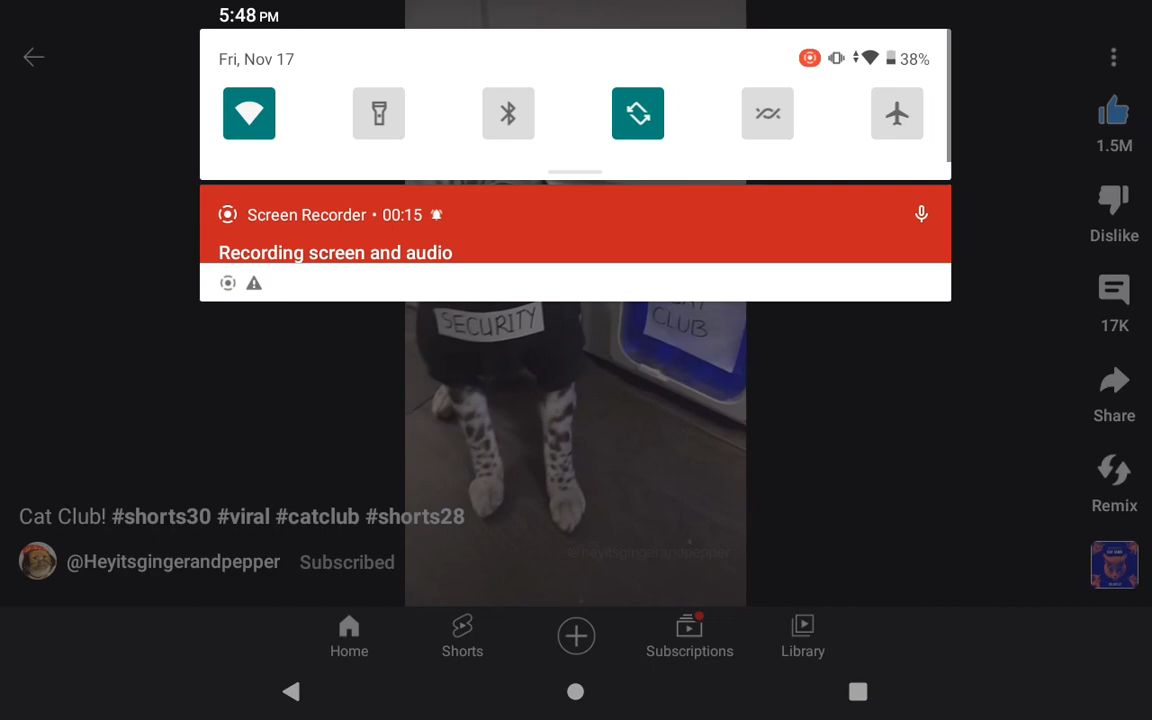 5:48 PM
Fri, Nov 17
38%
Screen Recorder • 00:15
Recording screen and audio
1.5M
Dislike
17K
Share
Remix
SECURITY
CLUB
@heyitsgingerandpepper
Cat Club! #shorts30 #viral #catclub #shorts28
@Heyitsgingerandpepper Subscribed
Home
Shorts
Subscriptions
Library